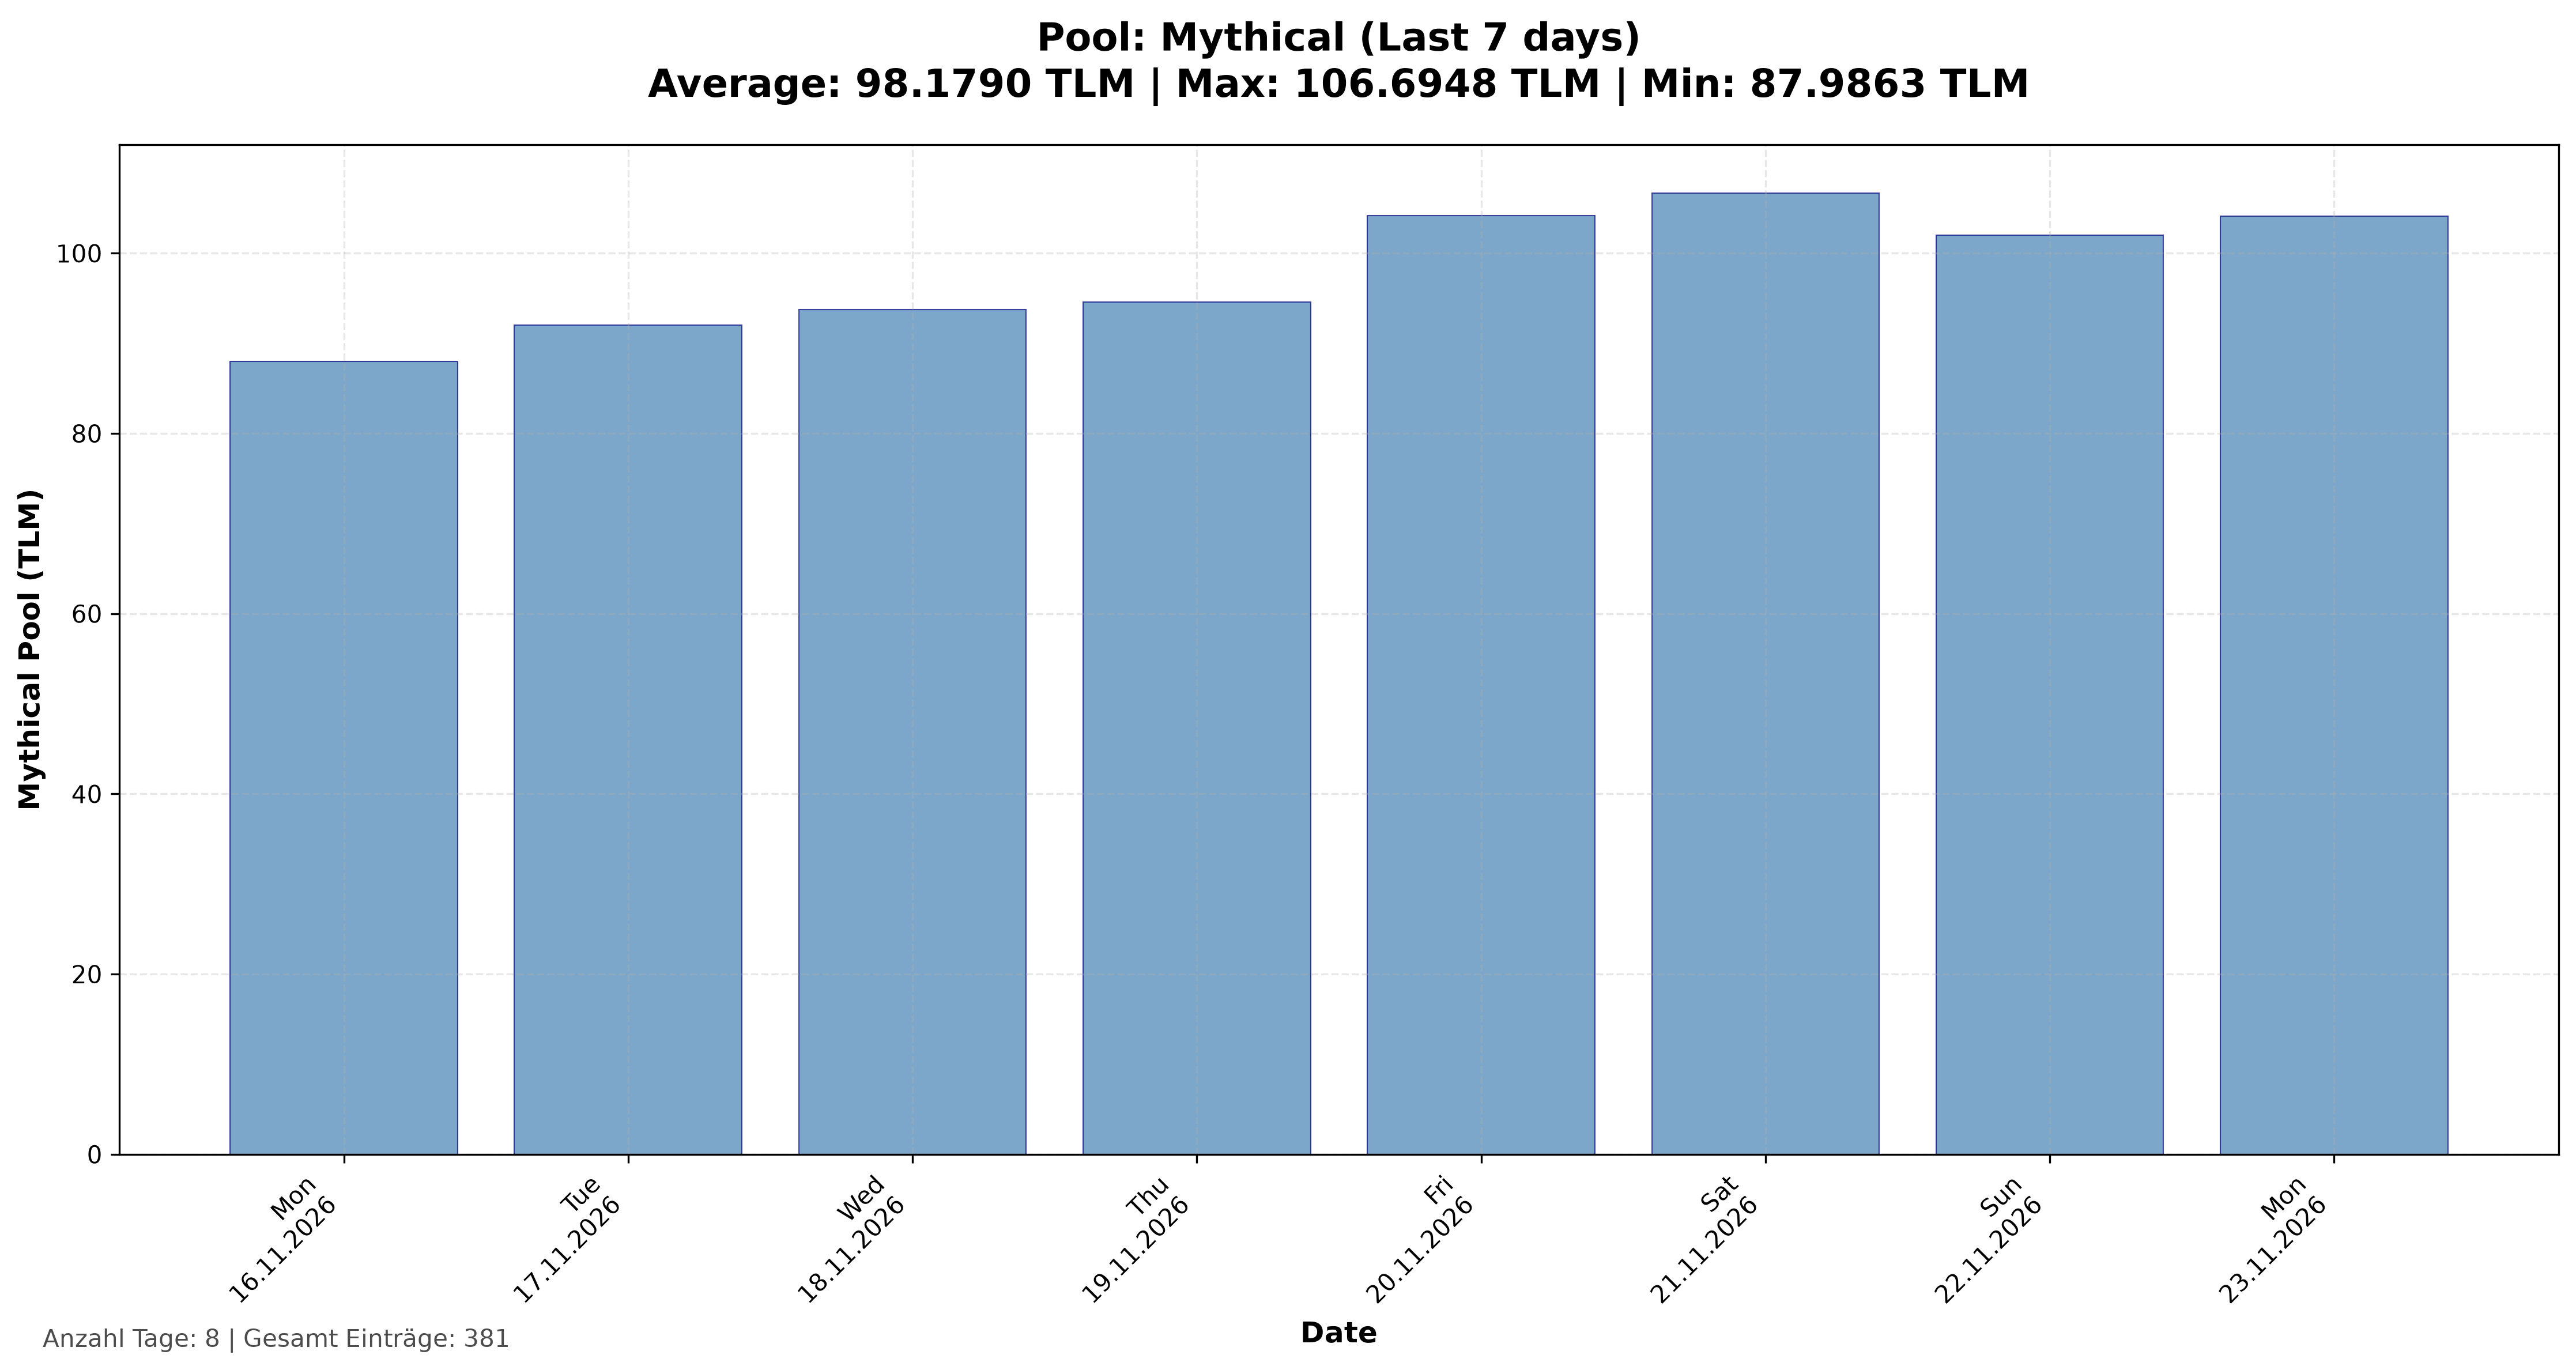 Pool: Mythical (Last 7 days)
Average: 98.1790 TLM | Max: 106.6948 TLM | Min: 87.9863 TLM
Mythical Pool (TLM)
100
80
60
40
20
0
Mon
16.11.2026
Tue
17.11.2026
Wed
18.11.2026
Thu
19.11.2026
Fri
20.11.2026
Sat
21.11.2026
Sun
22.11.2026
Mon
23.11.2026
Date
Anzahl Tage: 8 | Gesamt Einträge: 381